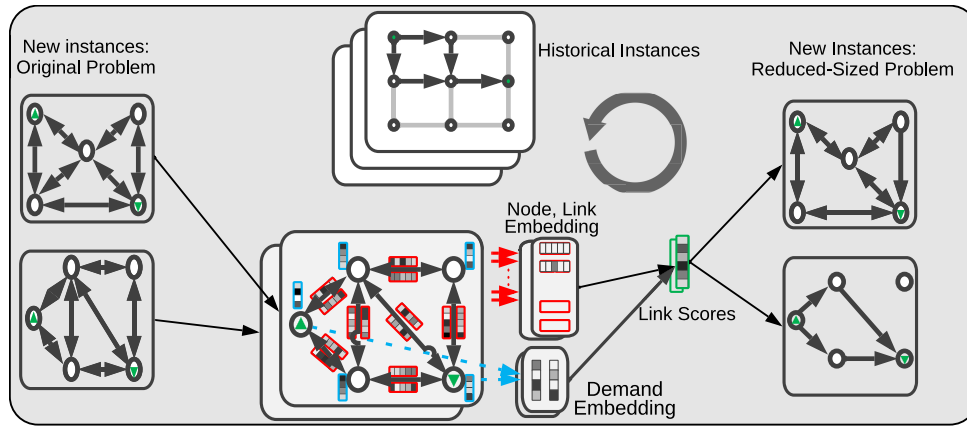 New instances:
Original Problem
Historical Instances
New Instances:
Reduced-Sized Problem
Node, Link
Embedding
Link Scores
Demand
Embedding